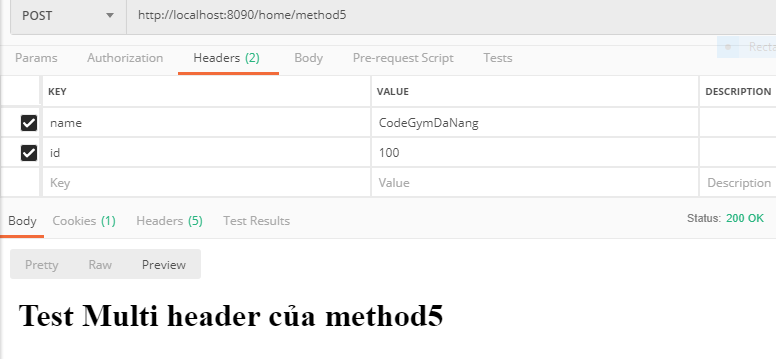 POST http://localhost:8090/home/method5
Recta
Params Authorization Headers (2) Body Pre-request Script Tests
KEY VALUE DESCRIPTION
name CodeGymDaNang
id 100
Key Value Description
Body Cookies (1) Headers (5) Test Results Status: 200 OK
Pretty Raw Preview
Test Multi header của method5